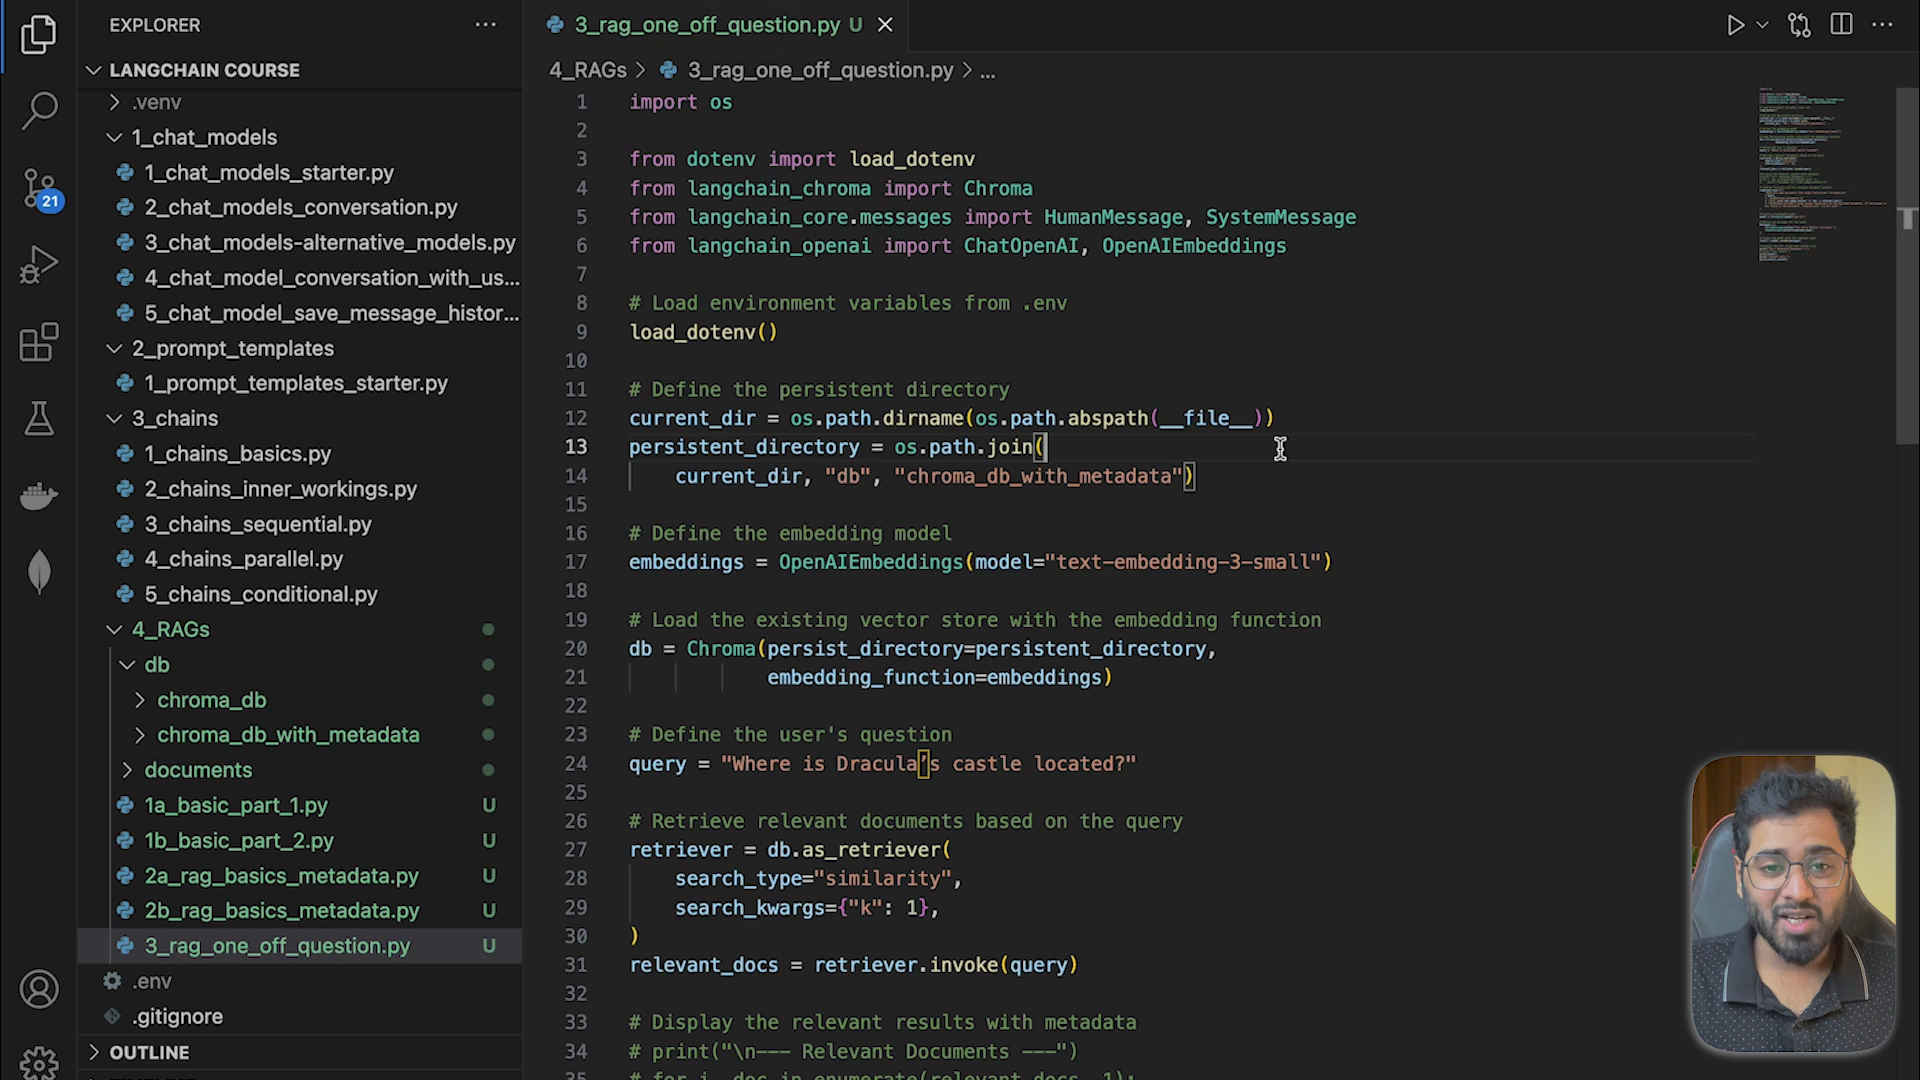 EXPLORER
LANGCHAIN COURSE
.venv
1_chat_models
1_chat_models_starter.py
2_chat_models_conversation.py
3_chat_models-alternative_models.py
4_chat_model_conversation_with_us...
5_chat_model_save_message_histor...
2_prompt_templates
1_prompt_templates_starter.py
3_chains
1_chains_basics.py
2_chains_inner_workings.py
3_chains_sequential.py
4_chains_parallel.py
5_chains_conditional.py
4_RAGs
db
chroma_db
chroma_db_with_metadata
documents
1a_basic_part_1.py U
1b_basic_part_2.py U
2a_rag_basics_metadata.py U
2b_rag_basics_metadata.py U
3_rag_one_off_question.py U
.env
.gitignore
OUTLINE
21
3_rag_one_off_question.py U
4_RAGs > 3_rag_one_off_question.py > ...
1 import os
2
3 from dotenv import load_dotenv
4 from langchain_chroma import Chroma
5 from langchain_core.messages import HumanMessage, SystemMessage
6 from langchain_openai import ChatOpenAI, OpenAIEmbeddings
7
8 # Load environment variables from .env
9 load_dotenv()
10
11 # Define the persistent directory
12 current_dir = os.path.dirname(os.path.abspath(__file__))
13 persistent_directory = os.path.join(
14     current_dir, "db", "chroma_db_with_metadata")
15
16 # Define the embedding model
17 embeddings = OpenAIEmbeddings(model="text-embedding-3-small")
18
19 # Load the existing vector store with the embedding function
20 db = Chroma(persist_directory=persistent_directory,
21             embedding_function=embeddings)
22
23 # Define the user's question
24 query = "Where is Dracula’s castle located?"
25
26 # Retrieve relevant documents based on the query
27 retriever = db.as_retriever(
28     search_type="similarity",
29     search_kwargs={"k": 1},
30 )
31 relevant_docs = retriever.invoke(query)
32
33 # Display the relevant results with metadata
34 # print("\n--- Relevant Documents ---")
35 # for i, doc in enumerate(relevant_docs, 1):